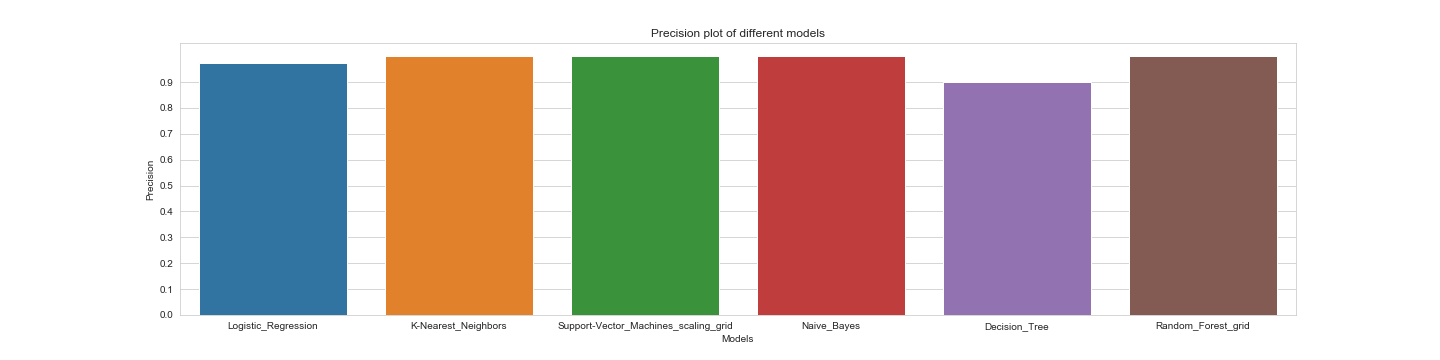 Precision plot of different models
Precision
0.9
0.8
0.7
0.6
0.5
0.4
0.3
0.2
0.1
0.0
Logistic_Regression K-Nearest_Neighbors Support-Vector_Machines_scaling_grid Naive_Bayes Decision_Tree Random_Forest_grid
Models